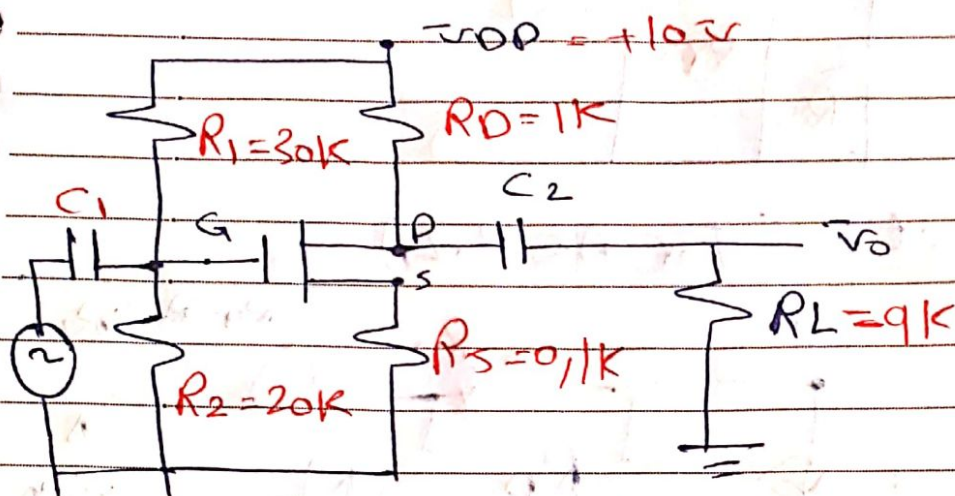 VDD = +10V
R1=30K
RD=1K
C1
G
D
C2
Vo
S
RL=9K
RS=0,1K
~
R2=20K